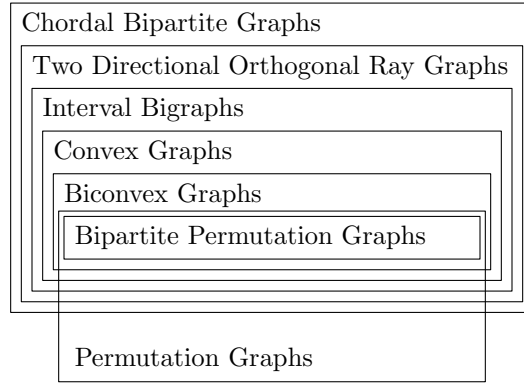 Chordal Bipartite Graphs
Two Directional Orthogonal Ray Graphs
Interval Bigraphs
Convex Graphs
Biconvex Graphs
Bipartite Permutation Graphs
Permutation Graphs